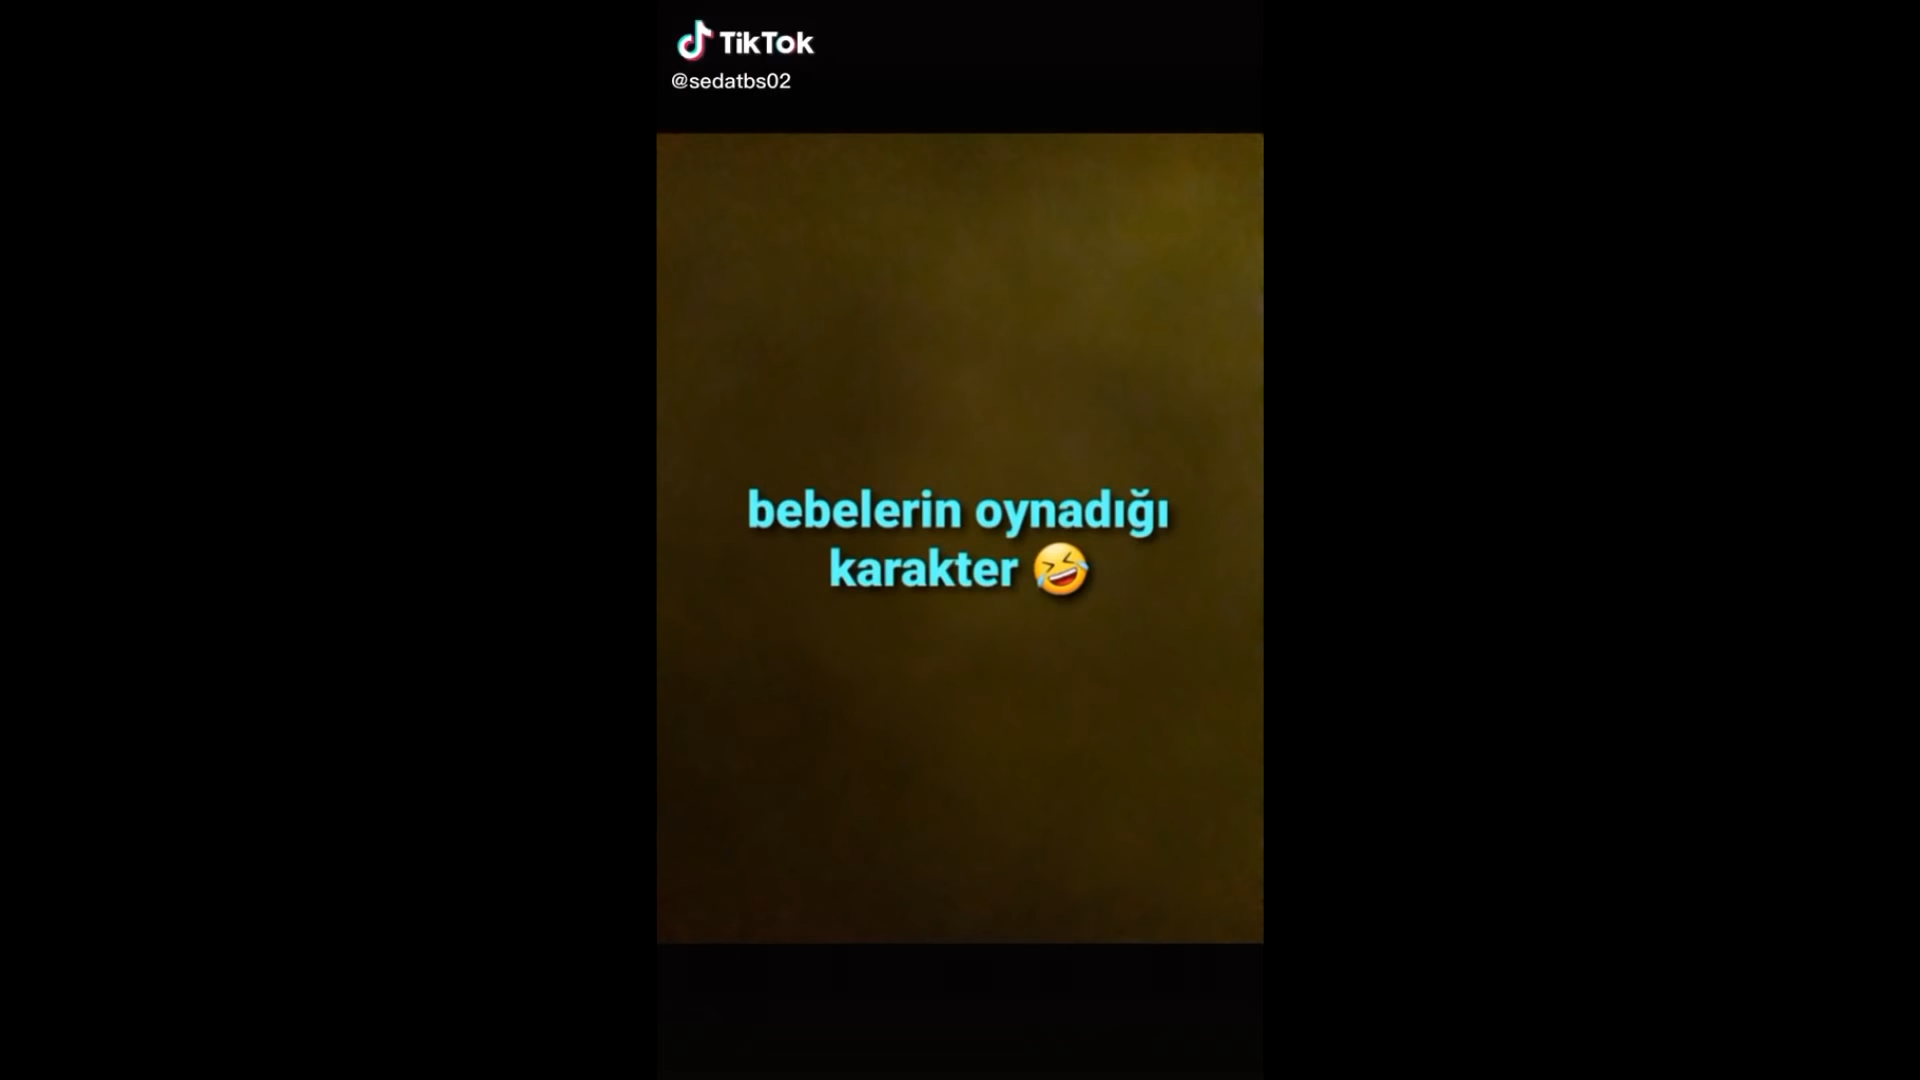 TikTok
@sedatbs02
bebelerin oynadığı
karakter 🤣